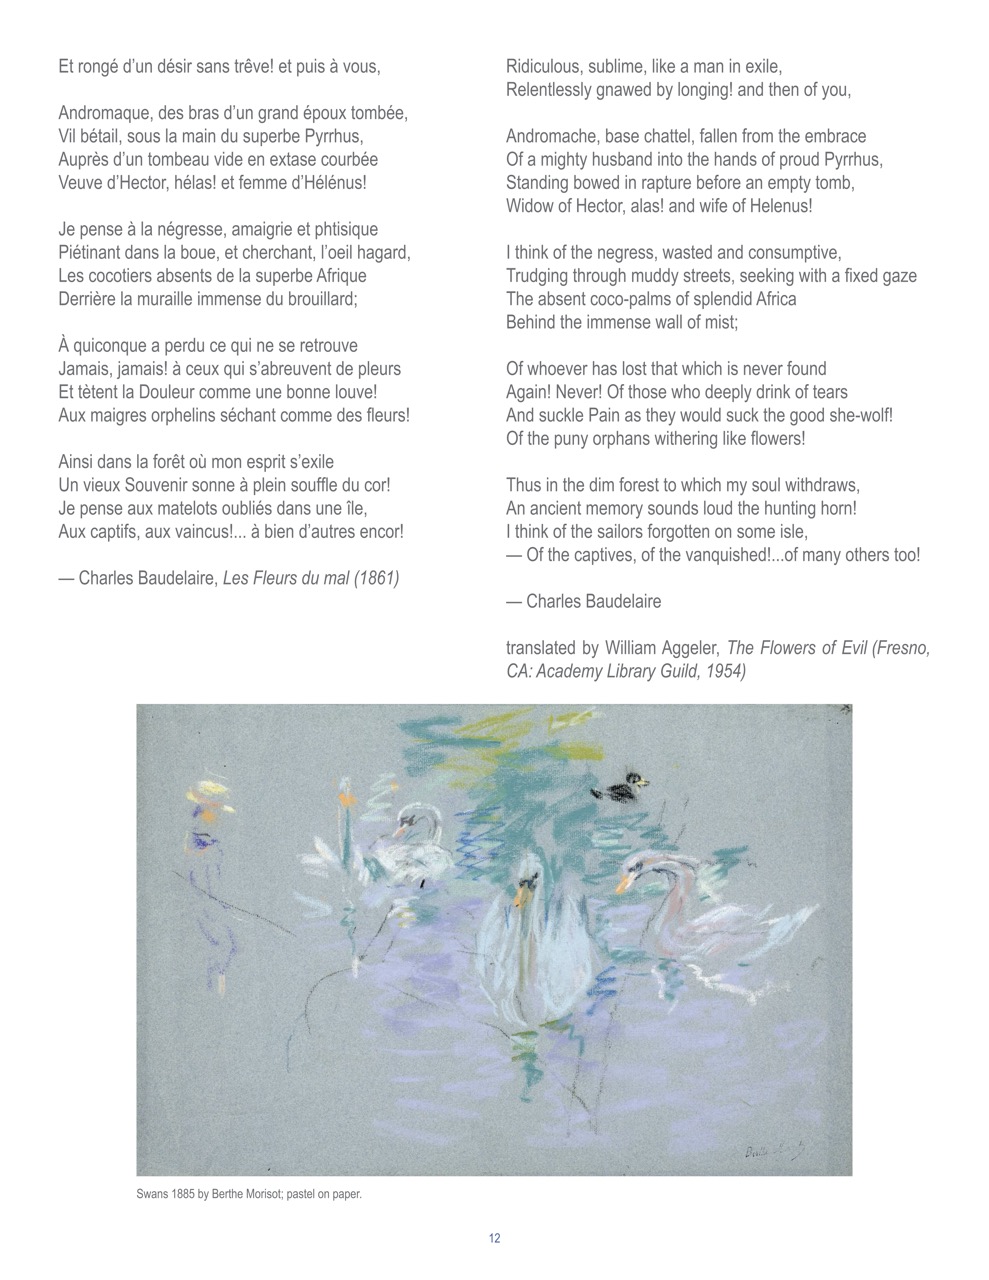 Et rongé d’un désir sans trêve! et puis à vous,
Andromaque, des bras d’un grand époux tombée,
Vil bétail, sous la main du superbe Pyrrhus,
Auprès d’un tombeau vide en extase courbée
Veuve d’Hector, hélas! et femme d’Hélénus!
Je pense à la négresse, amaigrie et phtisique
Piétinant dans la boue, et cherchant, l’oeil hagard,
Les cocotiers absents de la superbe Afrique
Derrière la muraille immense du brouillard;
À quiconque a perdu ce qui ne se retrouve
Jamais, jamais! à ceux qui s’abreuvent de pleurs
Et tètent la Douleur comme une bonne louve!
Aux maigres orphelins séchant comme des fleurs!
Ainsi dans la forêt où mon esprit s’exile
Un vieux Souvenir sonne à plein souffle du cor!
Je pense aux matelots oubliés dans une île,
Aux captifs, aux vaincus!... à bien d’autres encor!
— Charles Baudelaire, Les Fleurs du mal (1861)
Ridiculous, sublime, like a man in exile,
Relentlessly gnawed by longing! and then of you,
Andromache, base chattel, fallen from the embrace
Of a mighty husband into the hands of proud Pyrrhus,
Standing bowed in rapture before an empty tomb,
Widow of Hector, alas! and wife of Helenus!
I think of the negress, wasted and consumptive,
Trudging through muddy streets, seeking with a fixed gaze
The absent coco-palms of splendid Africa
Behind the immense wall of mist;
Of whoever has lost that which is never found
Again! Never! Of those who deeply drink of tears
And suckle Pain as they would suck the good she-wolf!
Of the puny orphans withering like flowers!
Thus in the dim forest to which my soul withdraws,
An ancient memory sounds loud the hunting horn!
I think of the sailors forgotten on some isle,
— Of the captives, of the vanquished!...of many others too!
— Charles Baudelaire
translated by William Aggeler, The Flowers of Evil (Fresno,
CA: Academy Library Guild, 1954)
Swans 1885 by Berthe Morisot; pastel on paper.
12